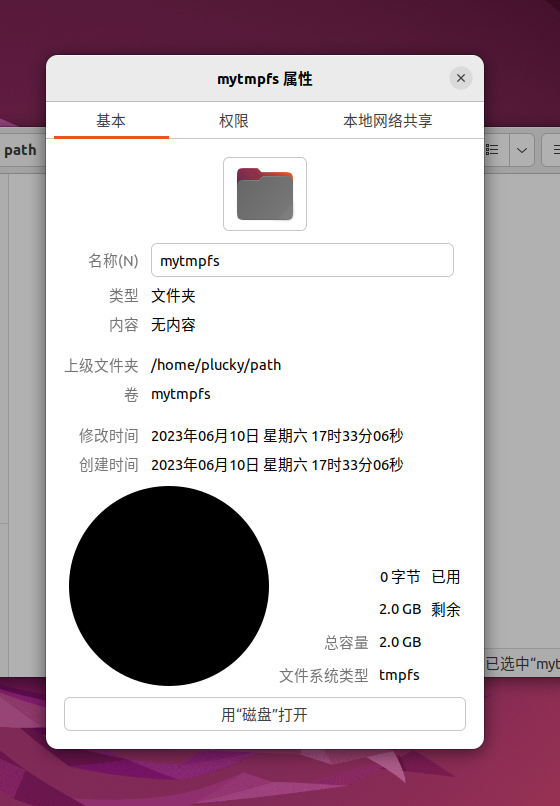 mytmpfs 属性
基本 权限 本地网络共享
path
名称(N) mytmpfs
类型 文件夹
内容 无内容
上级文件夹 /home/plucky/path
卷 mytmpfs
修改时间 2023年06月10日 星期六 17时33分06秒
创建时间 2023年06月10日 星期六 17时33分06秒
0 字节 已用
2.0 GB 剩余
总容量 2.0 GB
已选中“myt
文件系统类型 tmpfs
用“磁盘”打开